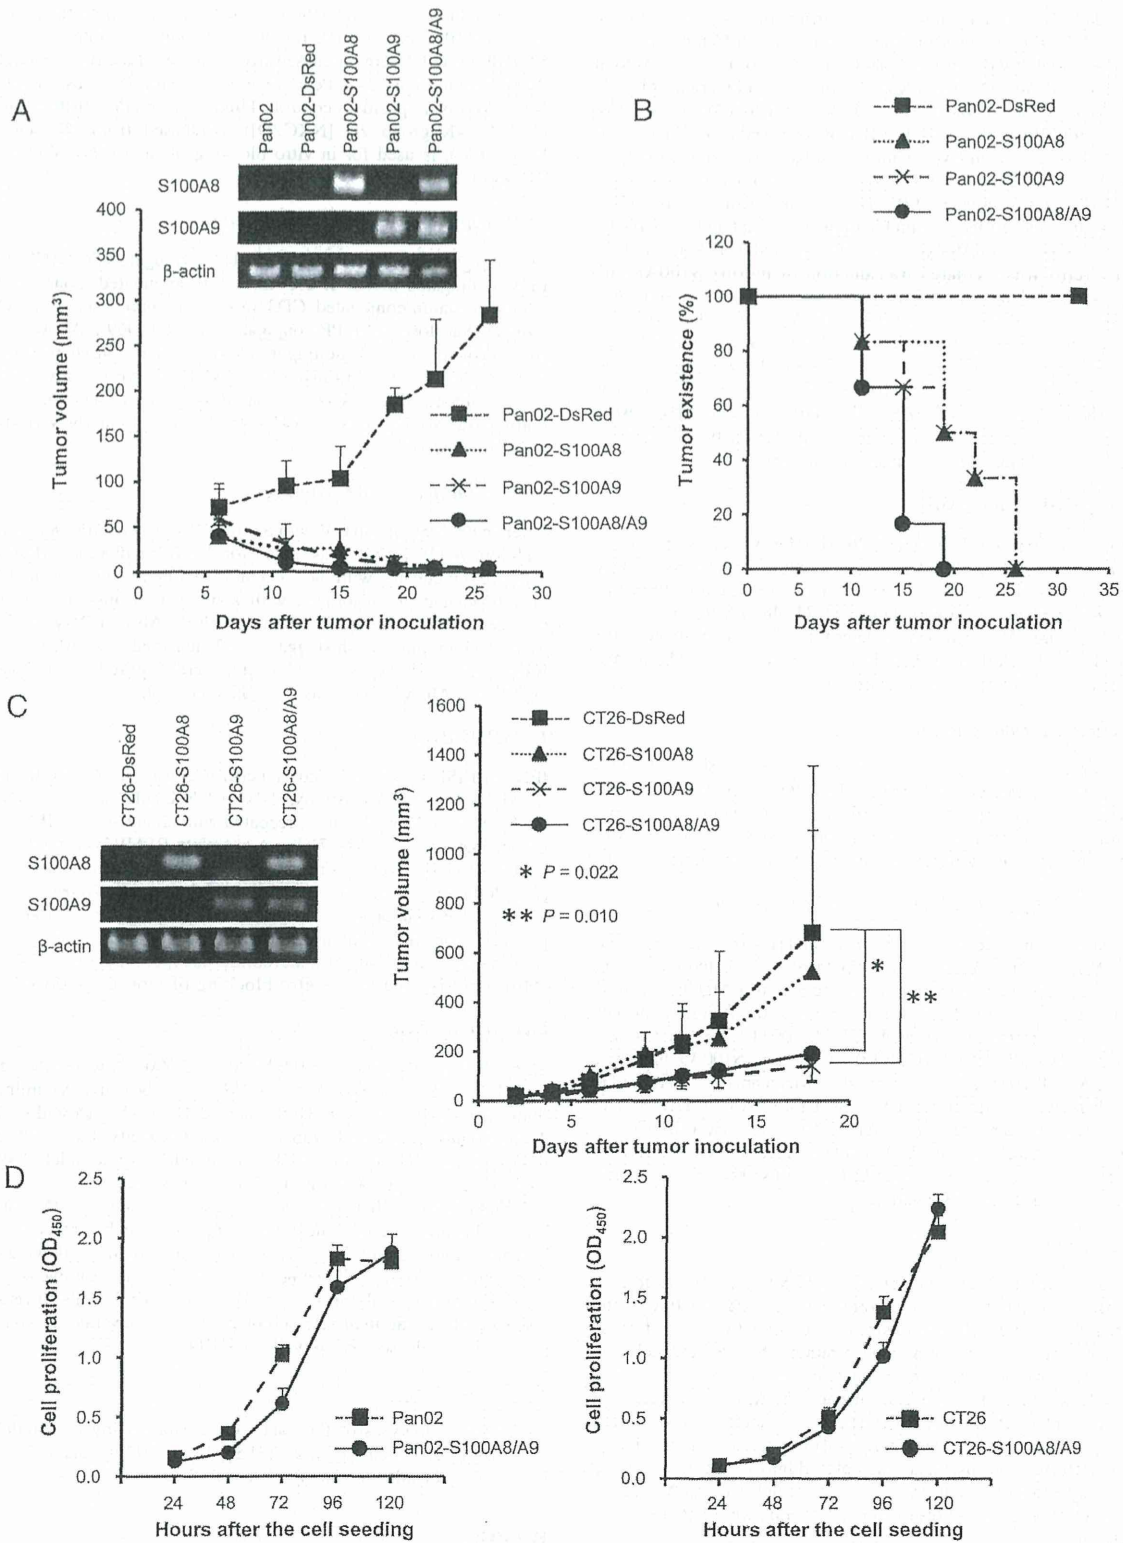 A
Pan02
Pan02-DsRed
Pan02-S100A8
Pan02-S100A9
Pan02-S100A8/A9
S100A8
S100A9
β-actin
400
350
300
250
200
150
100
50
0
Tumor volume (mm³)
0 5 10 15 20 25 30
Days after tumor inoculation
Pan02-DsRed
Pan02-S100A8
Pan02-S100A9
Pan02-S100A8/A9
B
Pan02-DsRed
Pan02-S100A8
Pan02-S100A9
Pan02-S100A8/A9
120
100
80
60
40
20
0
Tumor existence (%)
0 5 10 15 20 25 30 35
Days after tumor inoculation
C
CT26-DsRed
CT26-S100A8
CT26-S100A9
CT26-S100A8/A9
S100A8
S100A9
β-actin
1600
1400
1200
1000
800
600
400
200
0
Tumor volume (mm³)
CT26-DsRed
CT26-S100A8
CT26-S100A9
CT26-S100A8/A9
* P = 0.022
** P = 0.010
*
**
0 5 10 15 20
Days after tumor inoculation
D
2.5
2.0
1.5
1.0
0.5
0.0
Cell proliferation (OD₄₅₀)
Pan02
Pan02-S100A8/A9
24 48 72 96 120
Hours after the cell seeding
2.5
2.0
1.5
1.0
0.5
0.0
Cell proliferation (OD₄₅₀)
CT26
CT26-S100A8/A9
24 48 72 96 120
Hours after the cell seeding